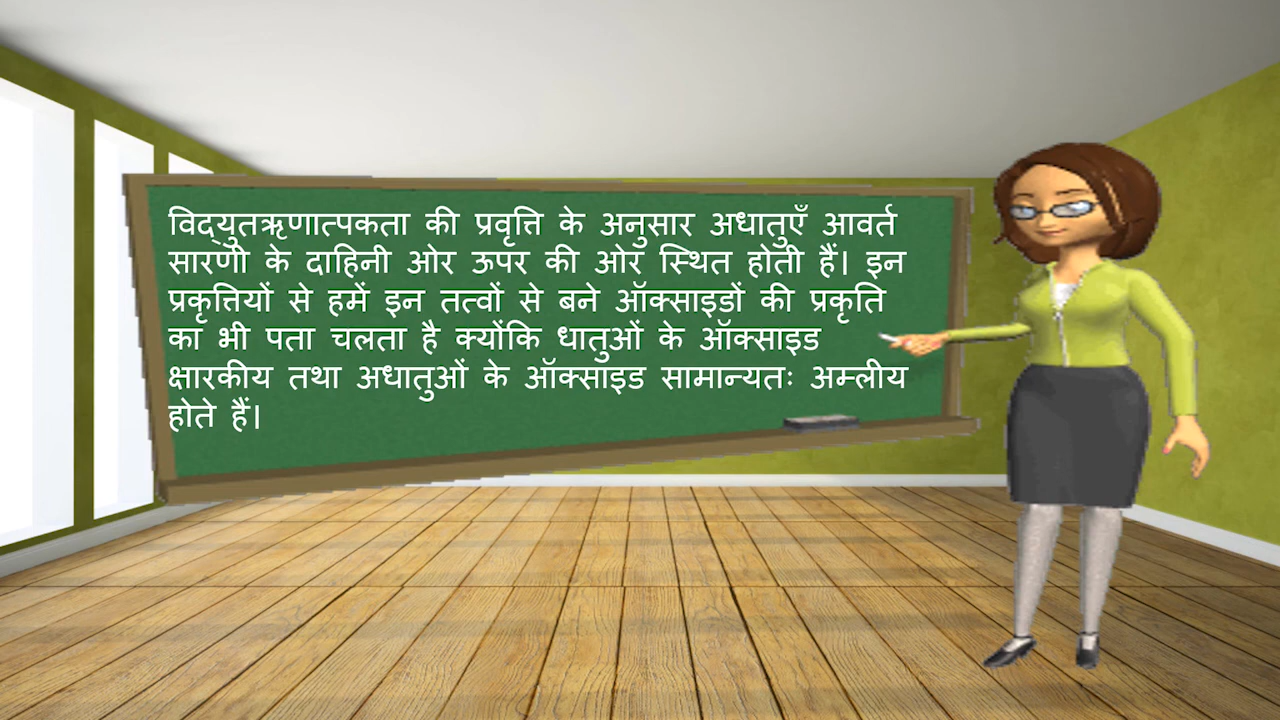 विद्युतऋणात्पकता की प्रवृत्ति के अनुसार अधातुएँ आवर्त
सारणी के दाहिनी ओर ऊपर की ओर स्थित होती हैं। इन
प्रकृत्तियों से हमें इन तत्वों से बने ऑक्साइडों की प्रकृति
का भी पता चलता है क्योंकि धातुओं के ऑक्साइड
क्षारकीय तथा अधातुओं के ऑक्साइड सामान्यतः अम्लीय
होते हैं।